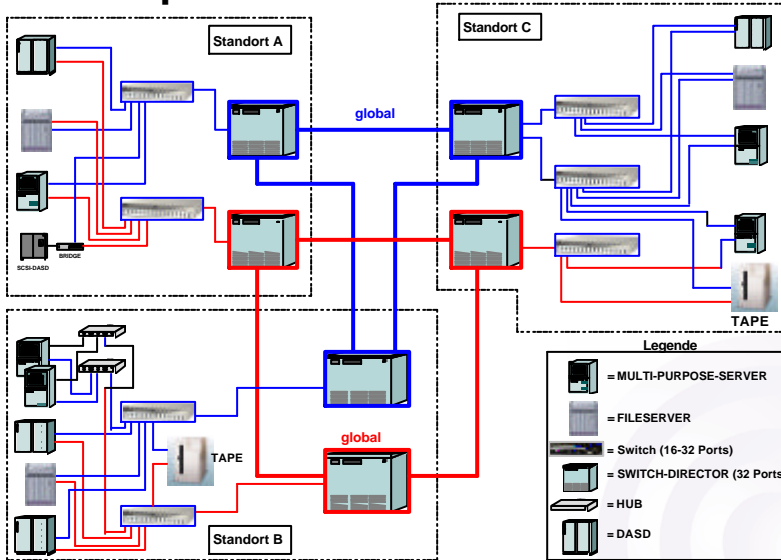 Standort A
Standort C
global
SCSI-DASD
BRIDGE
TAPE
global
TAPE
Standort B
Legende
= MULTI-PURPOSE-SERVER
= FILESERVER
= Switch (16-32 Ports)
= SWITCH-DIRECTOR (32 Ports
= HUB
= DASD